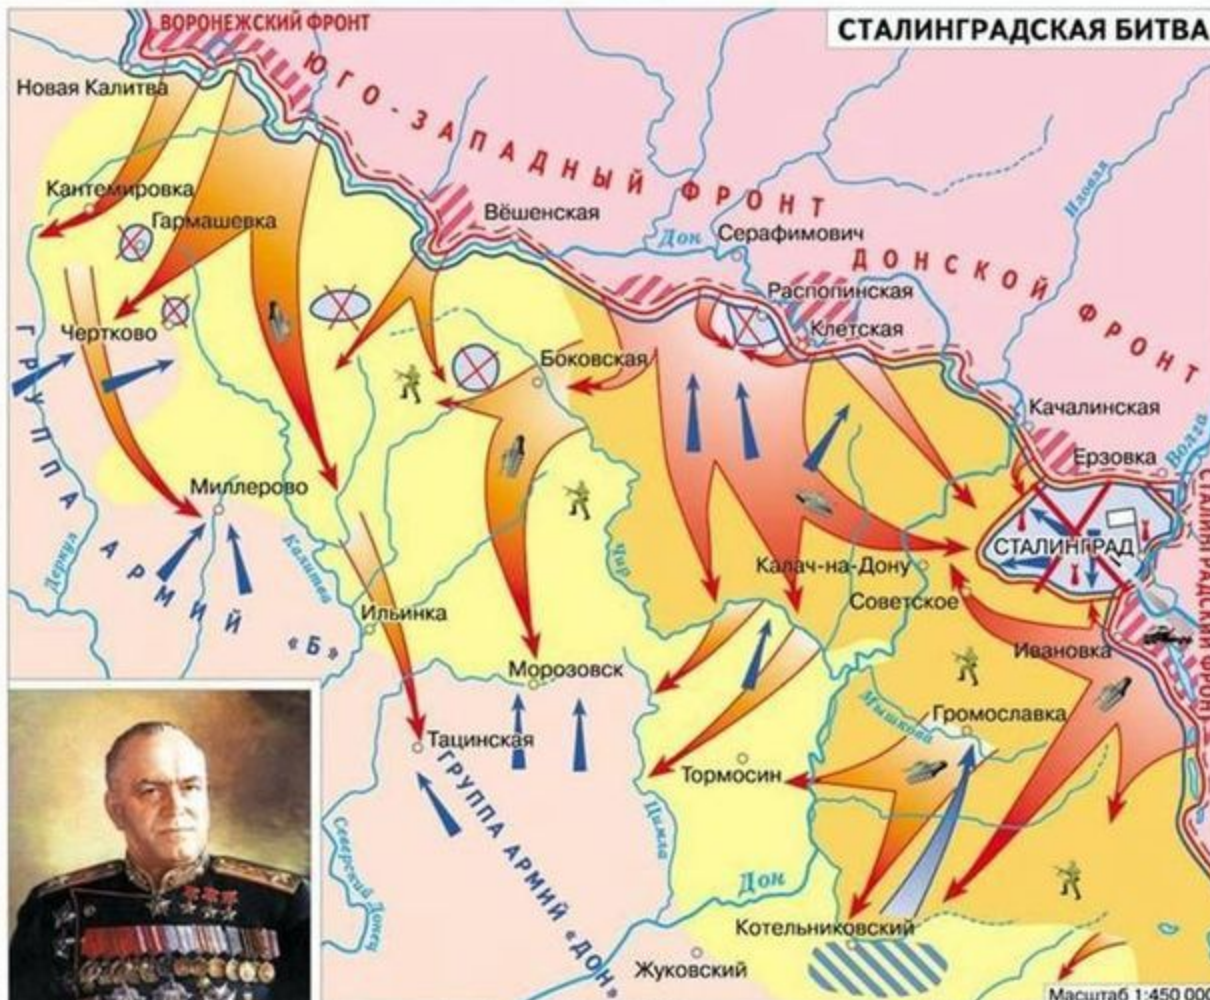 ВОРОНЕЖСКИЙ ФРОНТ
СТАЛИНГРАДСКАЯ БИТВА
Новая Калитва
ЮГО-ЗАПАДНЫЙ ФРОНТ
Кантемировка
Гармашевка
Вёшенская
Дон
Серафимович
Иловля
ДОНСКОЙ ФРОНТ
Распопинская
Клетская
Чертково
Боковская
Качалинская
Ерзовка
Волга
Миллерово
СТАЛИНГРАД
СТАЛИНГРАДСКИЙ ФРОНТ
ГРУППА АРМИЙ «Б»
Деркул
Калитва
Чир
Калач-на-Дону
Советское
Ильинка
Ивановка
Морозовск
Мышкова
Громославка
Тацинская
Тормосин
ГРУППА АРМИЙ «ДОН»
Цимла
Северский Донец
Дон
Котельниковский
Жуковский
Масштаб 1:450 000